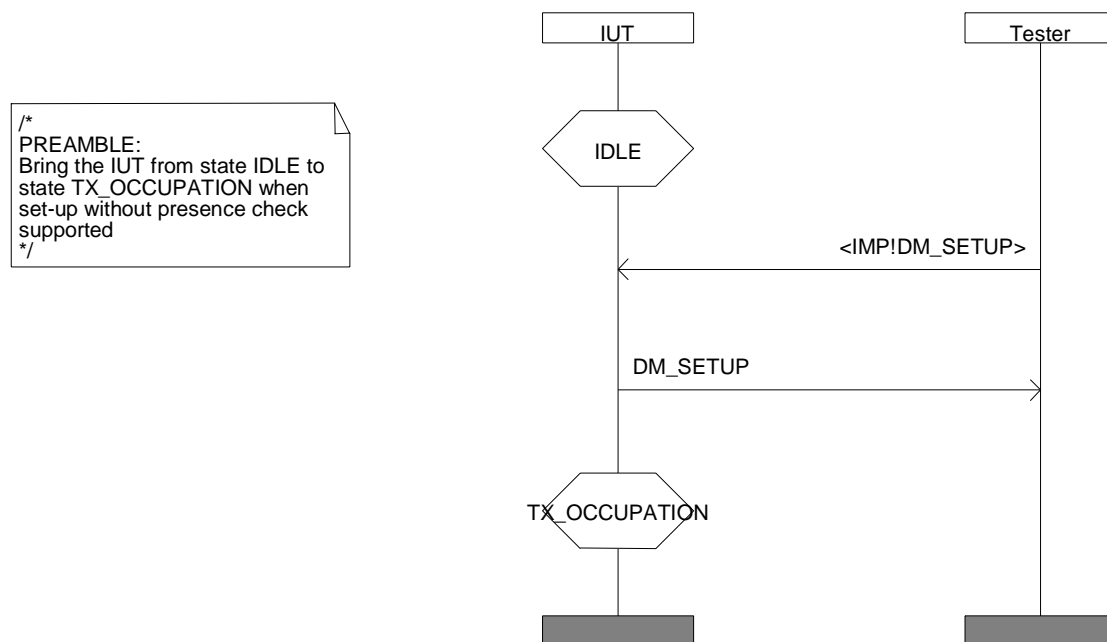 IUT
Tester
/*
PREAMBLE:
Bring the IUT from state IDLE to
state TX_OCCUPATION when
set-up without presence check
supported
*/
IDLE
<IMP!DM_SETUP>
DM_SETUP
TX_OCCUPATION